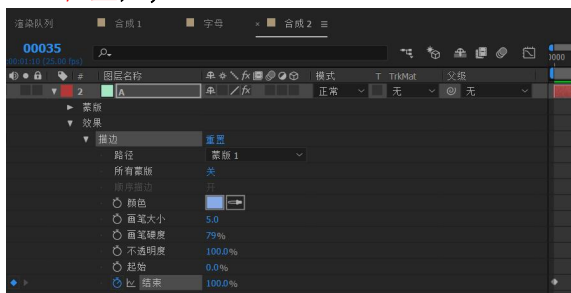 渲染队列 合成1 字母 × 合成2 ≡
00035
0:00:01:10 (25.00 fps)
# 图层名称 fx 模式 T TrkMat 父级
2 A fx 正常 无 无
蒙版
效果
描边 重置
路径 蒙版 1
所有蒙版 关
顺序描边 开
颜色
画笔大小 5.0
画笔硬度 79%
不透明度 100.0%
起始 0.0%
结束 100.0%